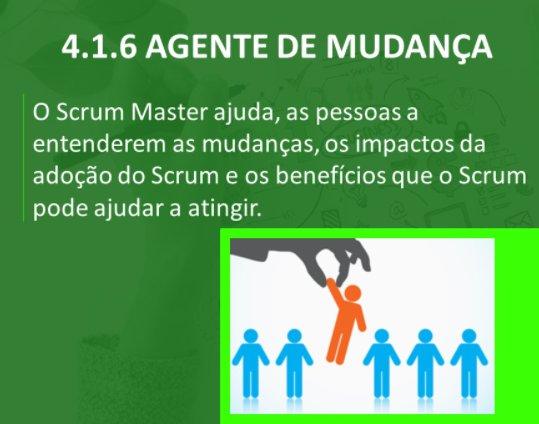 4.1.6 AGENTE DE MUDANÇA
O Scrum Master ajuda, as pessoas a
entenderem as mudanças, os impactos da
adoção do Scrum e os benefícios que o Scrum
pode ajudar a atingir.